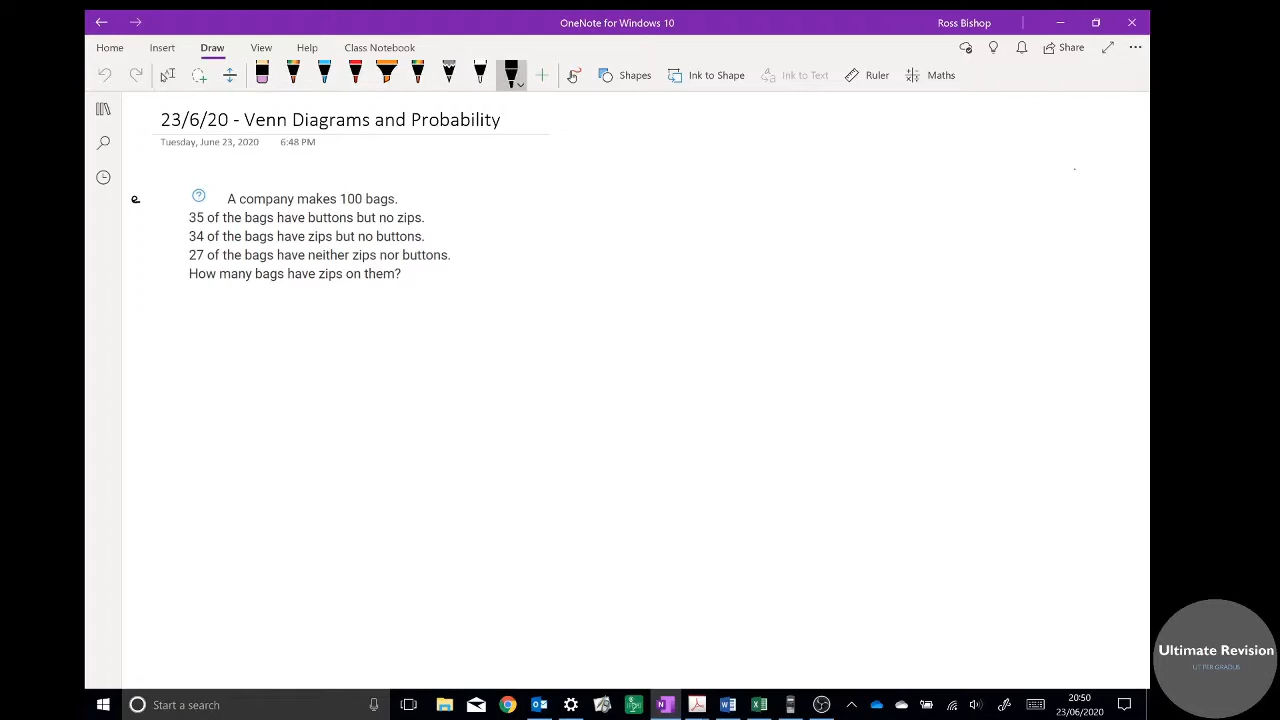 OneNote for Windows 10
Ross Bishop
Home Insert Draw View Help Class Notebook
Share
Shapes Ink to Shape Ink to Text Ruler Maths
23/6/20 - Venn Diagrams and Probability
Tuesday, June 23, 2020 6:48 PM
A company makes 100 bags.
35 of the bags have buttons but no zips.
34 of the bags have zips but no buttons.
27 of the bags have neither zips nor buttons.
How many bags have zips on them?
Ultimate Revision
UT PER GRADUS
Start a search
20:50
23/06/2020